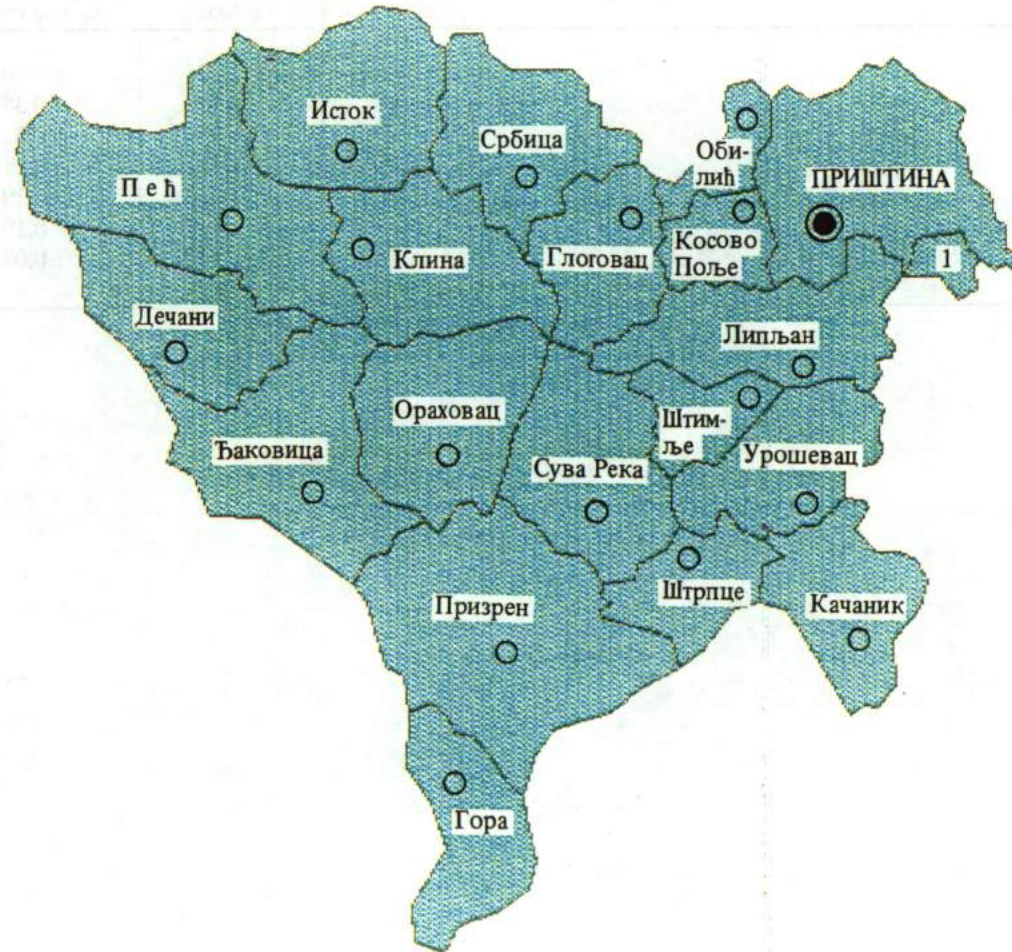 Исток
Србица
Оби-
лић
ПРИШТИНА
Пећ
Клина
Глоговац
Косово
Поље
1
Дечани
Липљан
Ораховац
Штим-
ље
Ђаковица
Сува Река
Урошевац
Призрен
Штрпце
Качаник
Гора